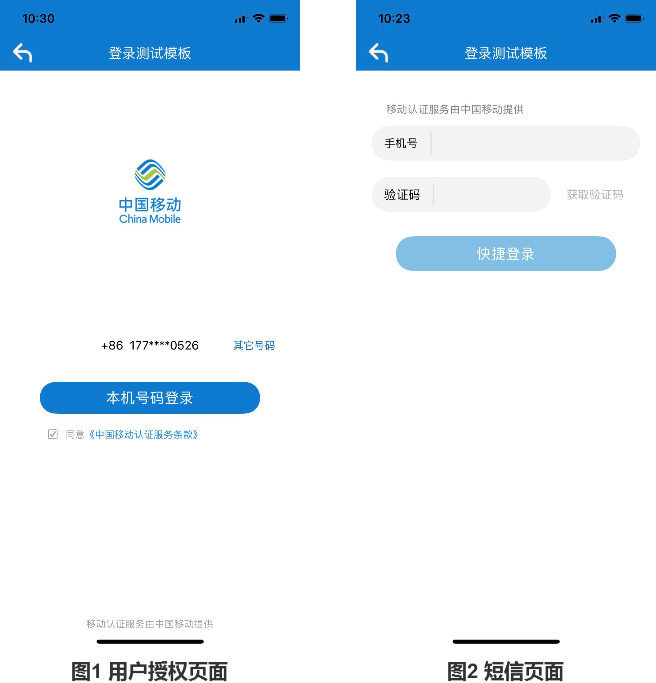 10:30
登录测试模板
中国移动
China Mobile
+86 177****0526 其它号码
本机号码登录
同意《中国移动认证服务条款》
移动认证服务由中国移动提供
图1 用户授权页面
10:23
登录测试模板
移动认证服务由中国移动提供
手机号
验证码 获取验证码
快捷登录
图2 短信页面